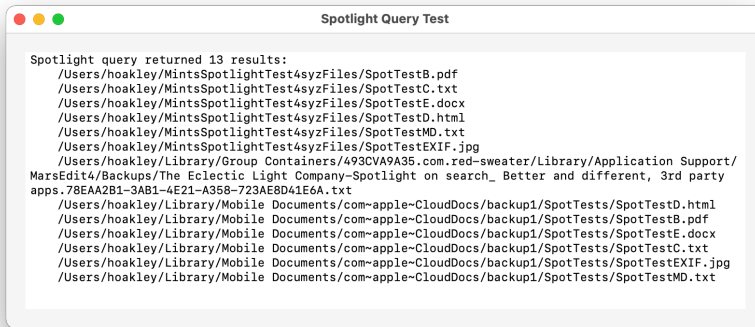 Spotlight Query Test
Spotlight query returned 13 results:
/Users/hoakley/MintsSpotlightTest4syzFiles/SpotTestB.pdf
/Users/hoakley/MintsSpotlightTest4syzFiles/SpotTestC.txt
/Users/hoakley/MintsSpotlightTest4syzFiles/SpotTestE.docx
/Users/hoakley/MintsSpotlightTest4syzFiles/SpotTestD.html
/Users/hoakley/MintsSpotlightTest4syzFiles/SpotTestMD.txt
/Users/hoakley/MintsSpotlightTest4syzFiles/SpotTestEXIF.jpg
/Users/hoakley/Library/Group Containers/493CVA9A35.com.red-sweater/Library/Application Support/
MarsEdit4/Backups/The Eclectic Light Company-Spotlight on search_ Better and different, 3rd party
apps.78EAA2B1-3AB1-4E21-A358-723AE8D41E6A.txt
/Users/hoakley/Library/Mobile Documents/com~apple~CloudDocs/backup1/SpotTests/SpotTestD.html
/Users/hoakley/Library/Mobile Documents/com~apple~CloudDocs/backup1/SpotTests/SpotTestB.pdf
/Users/hoakley/Library/Mobile Documents/com~apple~CloudDocs/backup1/SpotTests/SpotTestE.docx
/Users/hoakley/Library/Mobile Documents/com~apple~CloudDocs/backup1/SpotTests/SpotTestC.txt
/Users/hoakley/Library/Mobile Documents/com~apple~CloudDocs/backup1/SpotTests/SpotTestEXIF.jpg
/Users/hoakley/Library/Mobile Documents/com~apple~CloudDocs/backup1/SpotTests/SpotTestMD.txt